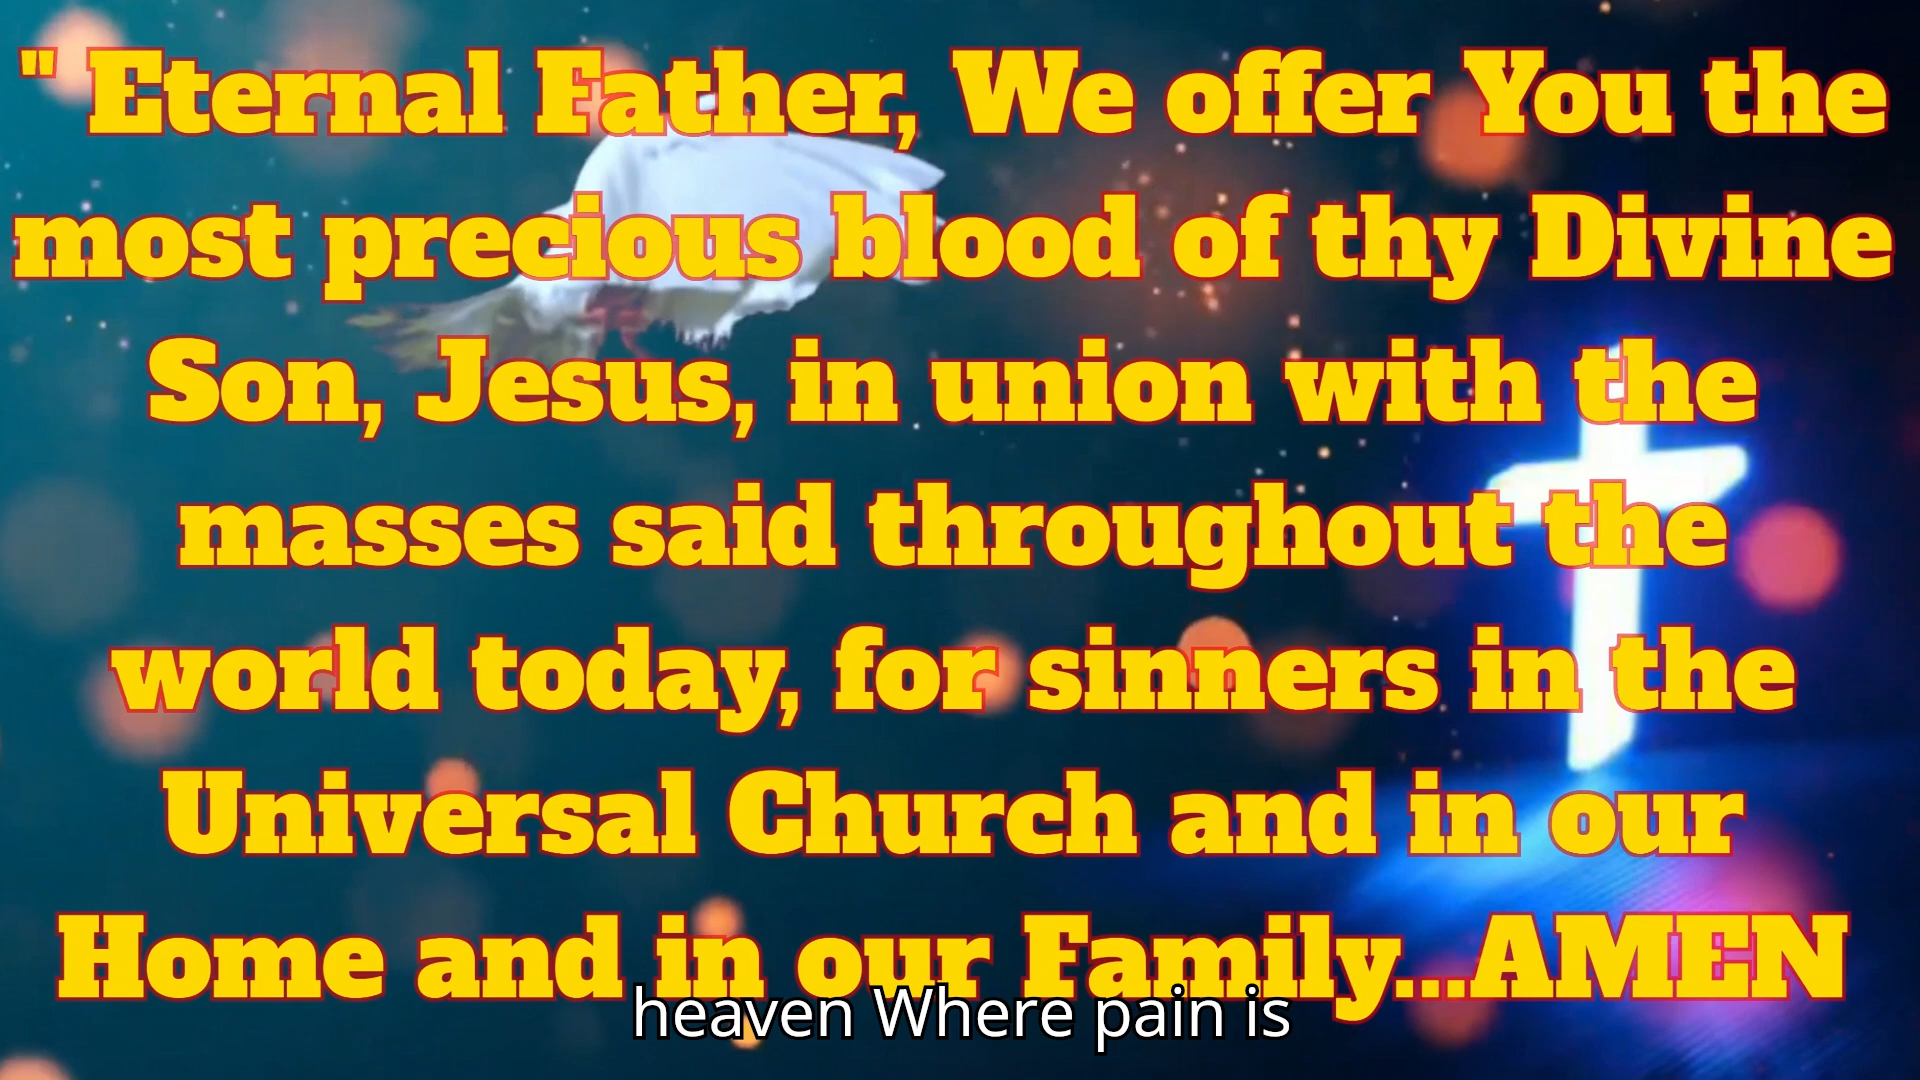 " Eternal Father, We offer You the
most precious blood of thy Divine
Son, Jesus, in union with the
masses said throughout the
world today, for sinners in the
Universal Church and in our
Home and in our Family...AMEN
heaven Where pain is